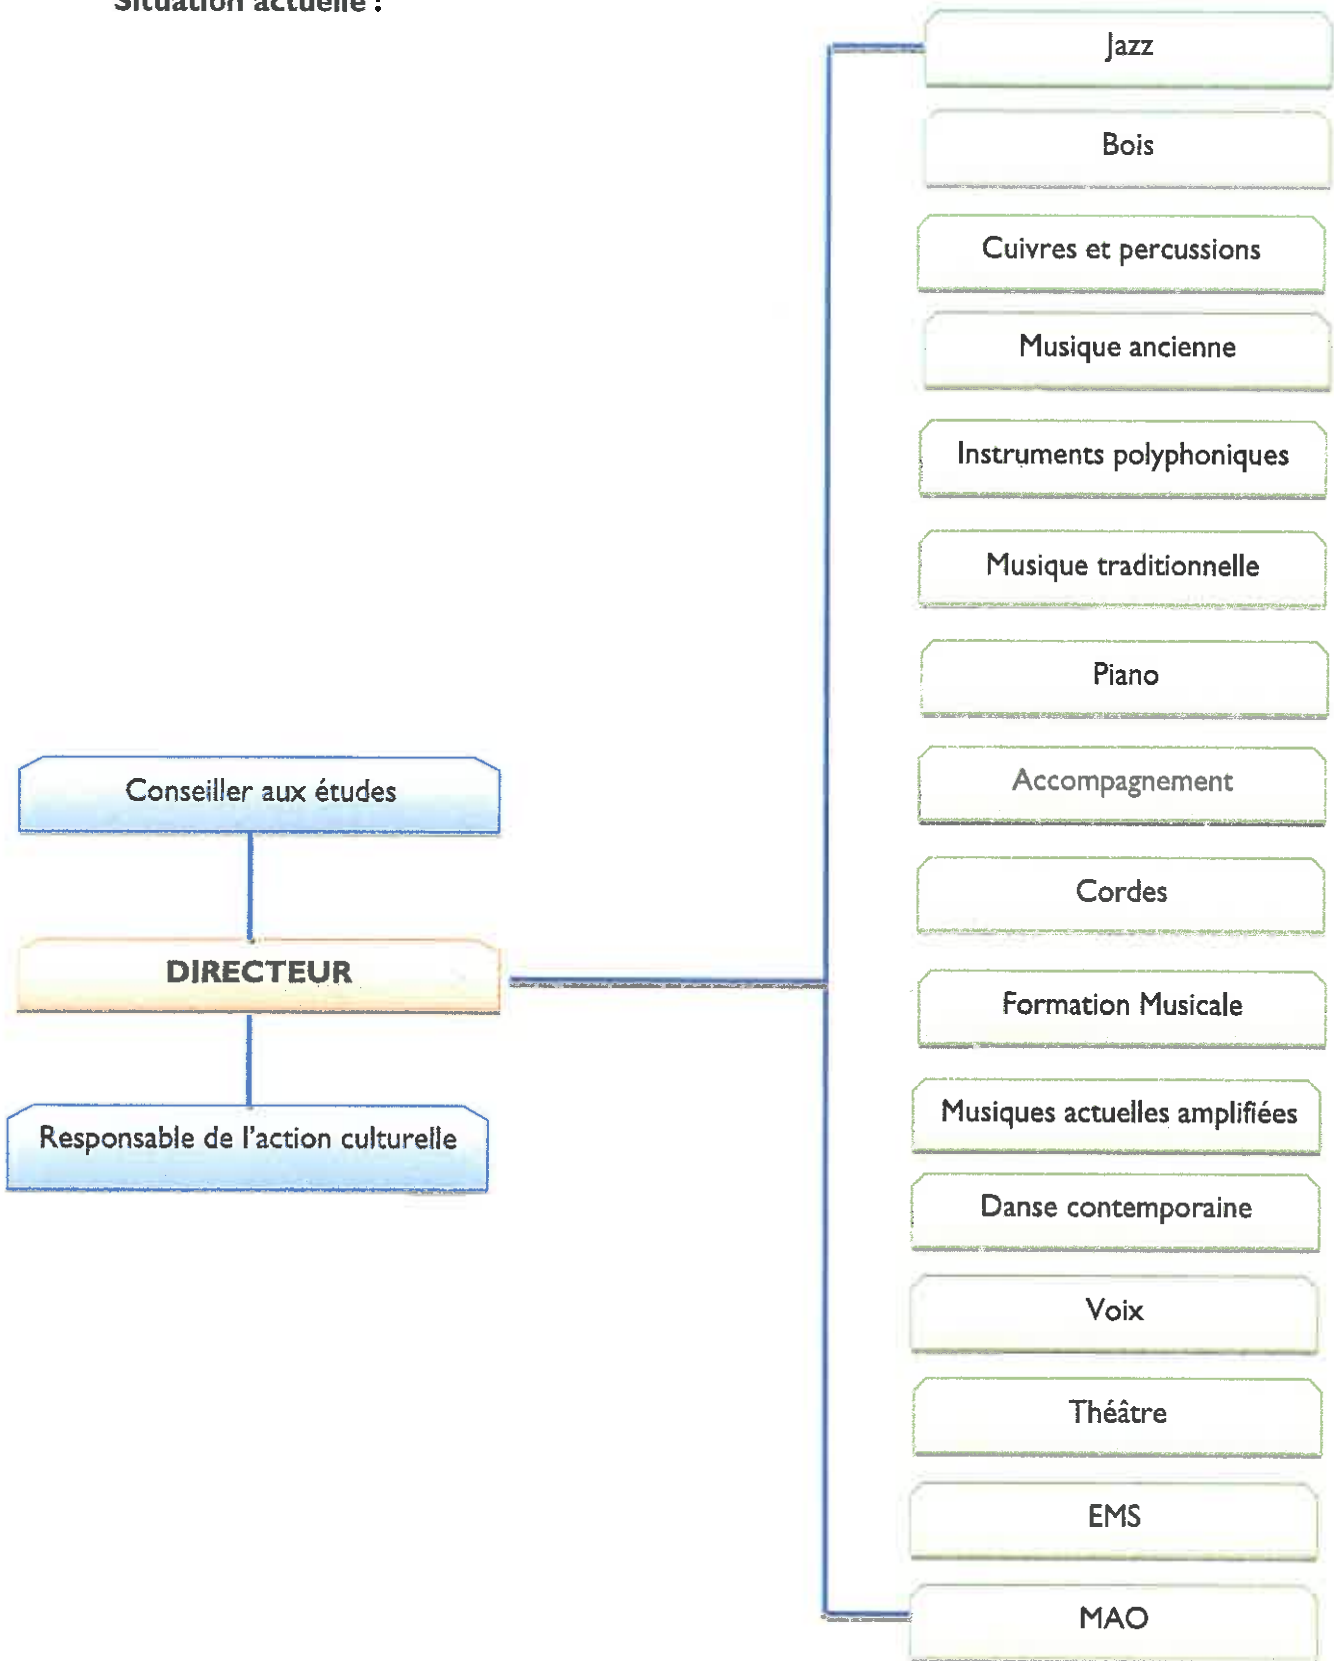 Situation actuelle :
Jazz
Bois
Cuivres et percussions
Musique ancienne
Instruments polyphoniques
Musique traditionnelle
Piano
Conseiller aux études
Accompagnement
Cordes
DIRECTEUR
Formation Musicale
Musiques actuelles amplifiées
Responsable de l'action culturelle
Danse contemporaine
Voix
Théâtre
EMS
MAO